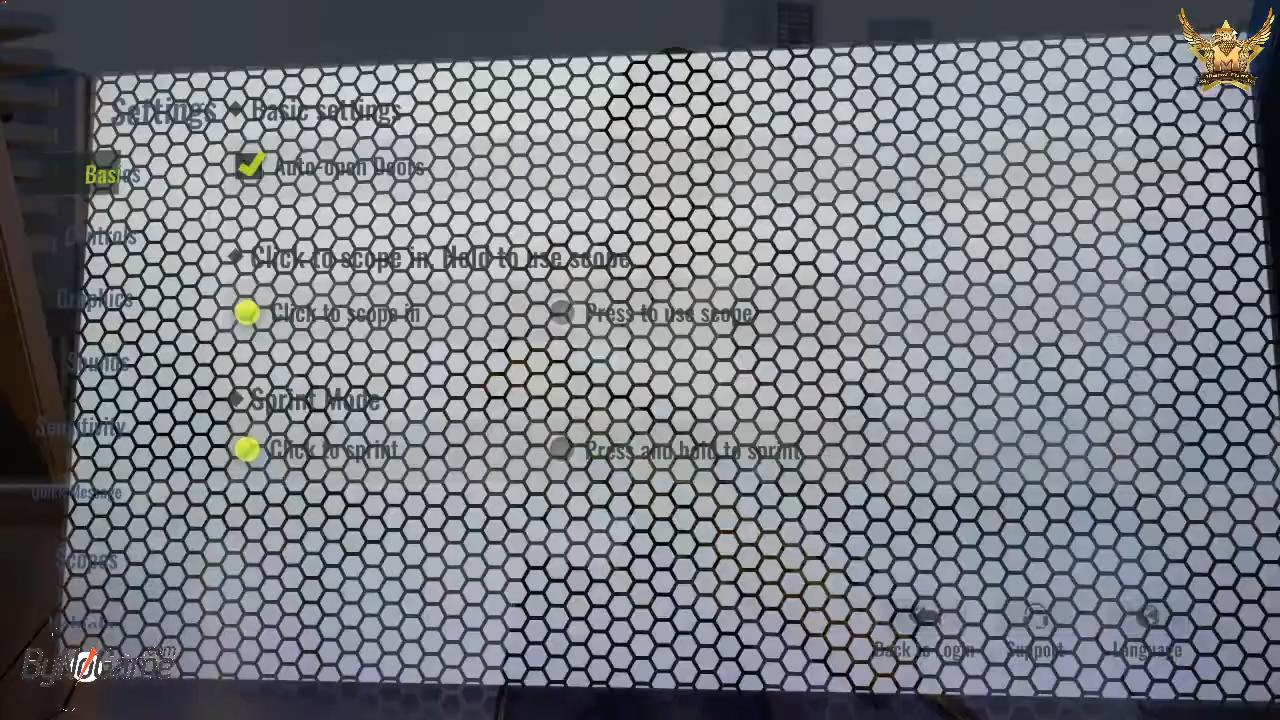 Settings
Basic settings
Basics
Auto-open Doors
Controls
Click to scope in, Hold to use scope
Graphics
Click to scope in
Press to use scope
Sounds
Sprint Mode
Sensitivity
Click to sprint
Press and hold to sprint
Quick Message
Scopes
Back to Login
Support
Language